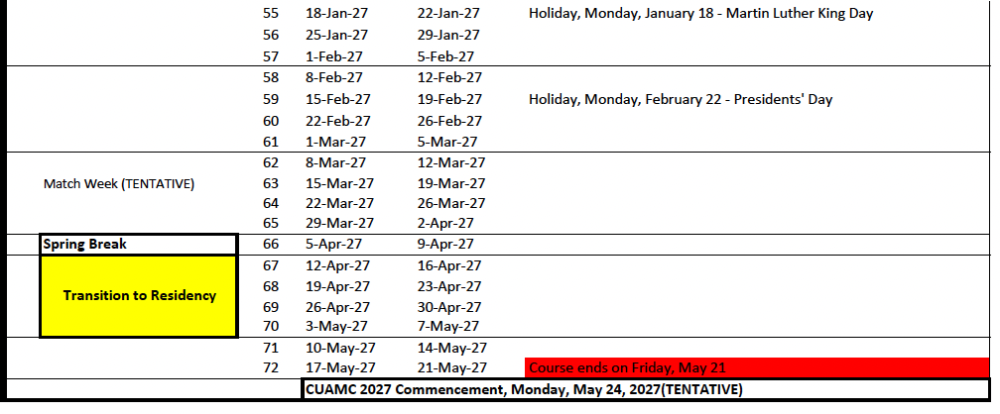 55 18-Jan-27 22-Jan-27 Holiday, Monday, January 18 - Martin Luther King Day
56 25-Jan-27 29-Jan-27
57 1-Feb-27 5-Feb-27
58 8-Feb-27 12-Feb-27
59 15-Feb-27 19-Feb-27 Holiday, Monday, February 22 - Presidents' Day
60 22-Feb-27 26-Feb-27
61 1-Mar-27 5-Mar-27
62 8-Mar-27 12-Mar-27
Match Week (TENTATIVE) 63 15-Mar-27 19-Mar-27
64 22-Mar-27 26-Mar-27
65 29-Mar-27 2-Apr-27
Spring Break 66 5-Apr-27 9-Apr-27
67 12-Apr-27 16-Apr-27
Transition to Residency 68 19-Apr-27 23-Apr-27
69 26-Apr-27 30-Apr-27
70 3-May-27 7-May-27
71 10-May-27 14-May-27
72 17-May-27 21-May-27 Course ends on Friday, May 21
CUAMC 2027 Commencement, Monday, May 24, 2027(TENTATIVE)